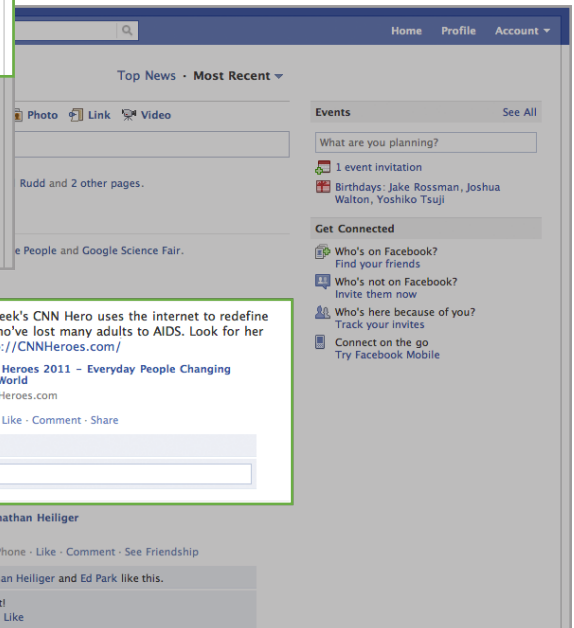 Home Profile Account
Top News · Most Recent
Photo Link Video
Rudd and 2 other pages.
People and Google Science Fair.
eek's CNN Hero uses the internet to redefine
ho've lost many adults to AIDS. Look for her
://CNNHeroes.com/
Heroes 2011 – Everyday People Changing
World
Heroes.com
Like · Comment · Share
nathan Heiliger
Phone · Like · Comment · See Friendship
an Heiliger and Ed Park like this.
t!
Like
Events See All
What are you planning?
1 event invitation
Birthdays: Jake Rossman, Joshua
Walton, Yoshiko Tsuji
Get Connected
Who's on Facebook?
Find your friends
Who's not on Facebook?
Invite them now
Who's here because of you?
Track your invites
Connect on the go
Try Facebook Mobile